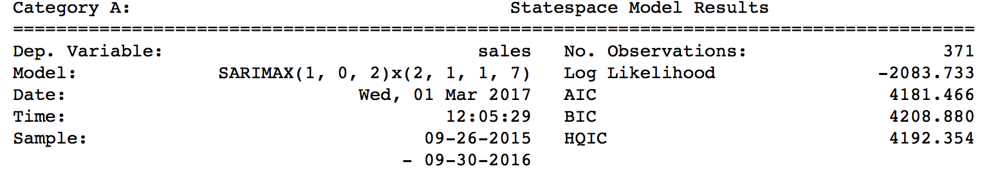 Category A: Statespace Model Results
==========================================================================================
Dep. Variable: sales No. Observations: 371
Model: SARIMAX(1, 0, 2)x(2, 1, 1, 7) Log Likelihood -2083.733
Date: Wed, 01 Mar 2017 AIC 4181.466
Time: 12:05:29 BIC 4208.880
Sample: 09-26-2015 HQIC 4192.354
- 09-30-2016